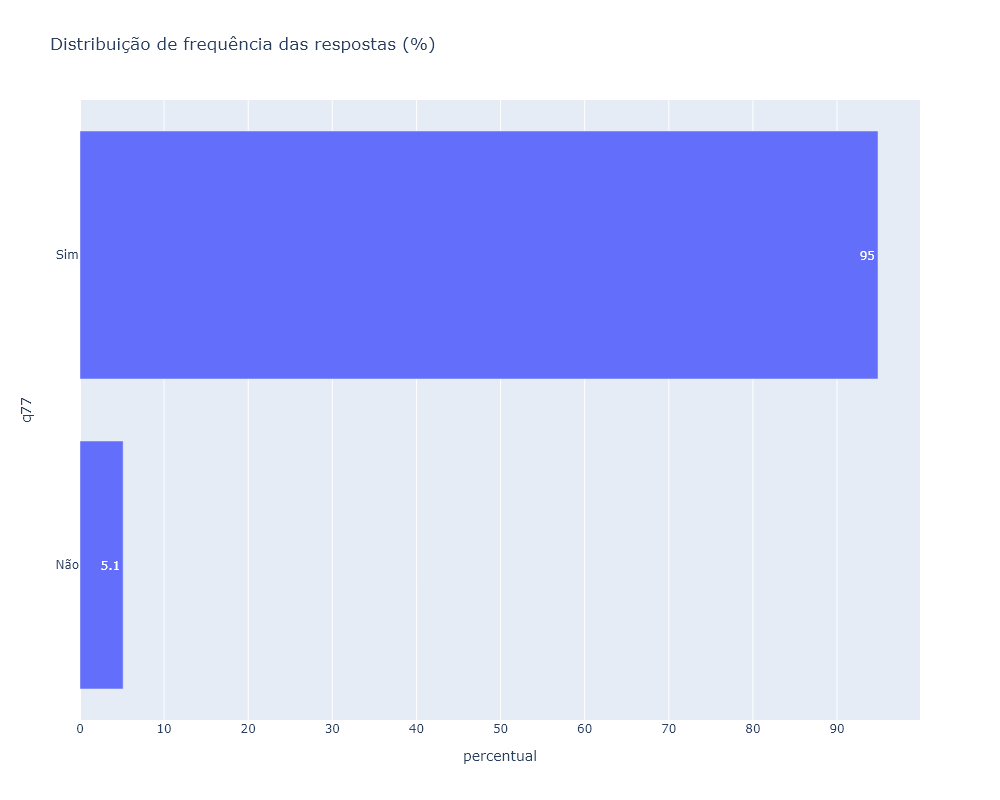 Distribuição de frequência das respostas (%)
Sim
95
q77
Não
5.1
0 10 20 30 40 50 60 70 80 90
percentual